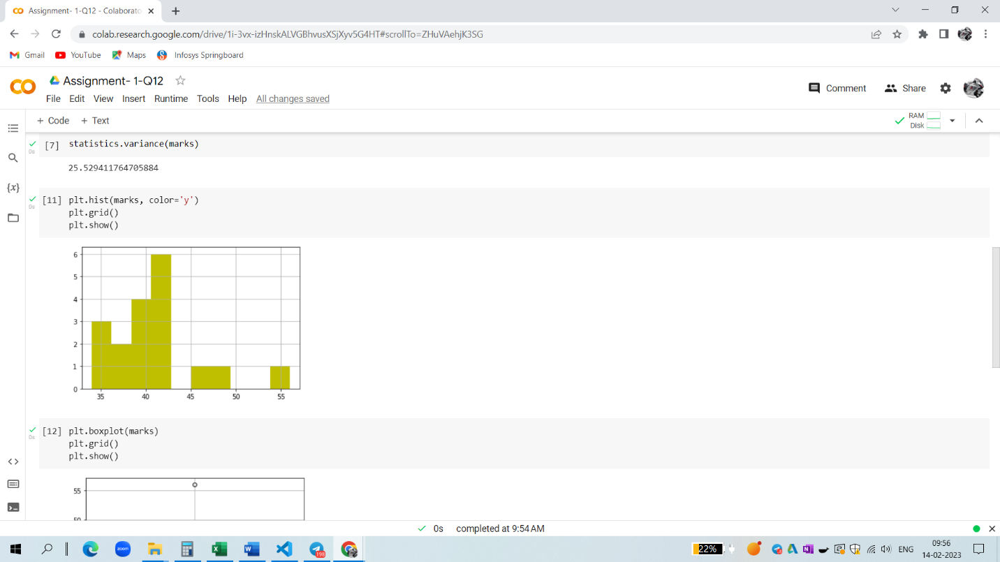 Assignment- 1-Q12 - Colaborato
colab.research.google.com/drive/1i-3vx-izHnskALVGBhvusXSjXyv5G4HT#scrollTo=ZHuVAehjK3SG
Gmail YouTube Maps Infosys Springboard
Assignment- 1-Q12
Comment Share
File Edit View Insert Runtime Tools Help All changes saved
+ Code + Text
RAM
Disk
[7] statistics.variance(marks)
0s
25.529411764705884
{x}
[11] plt.hist(marks, color='y')
0s
plt.grid()
plt.show()
6
5
4
3
2
1
0
35 40 45 50 55
[12] plt.boxplot(marks)
0s
plt.grid()
plt.show()
55
50
0s completed at 9:54 AM
zoom
198
22%
ENG
09:56
14-02-2023